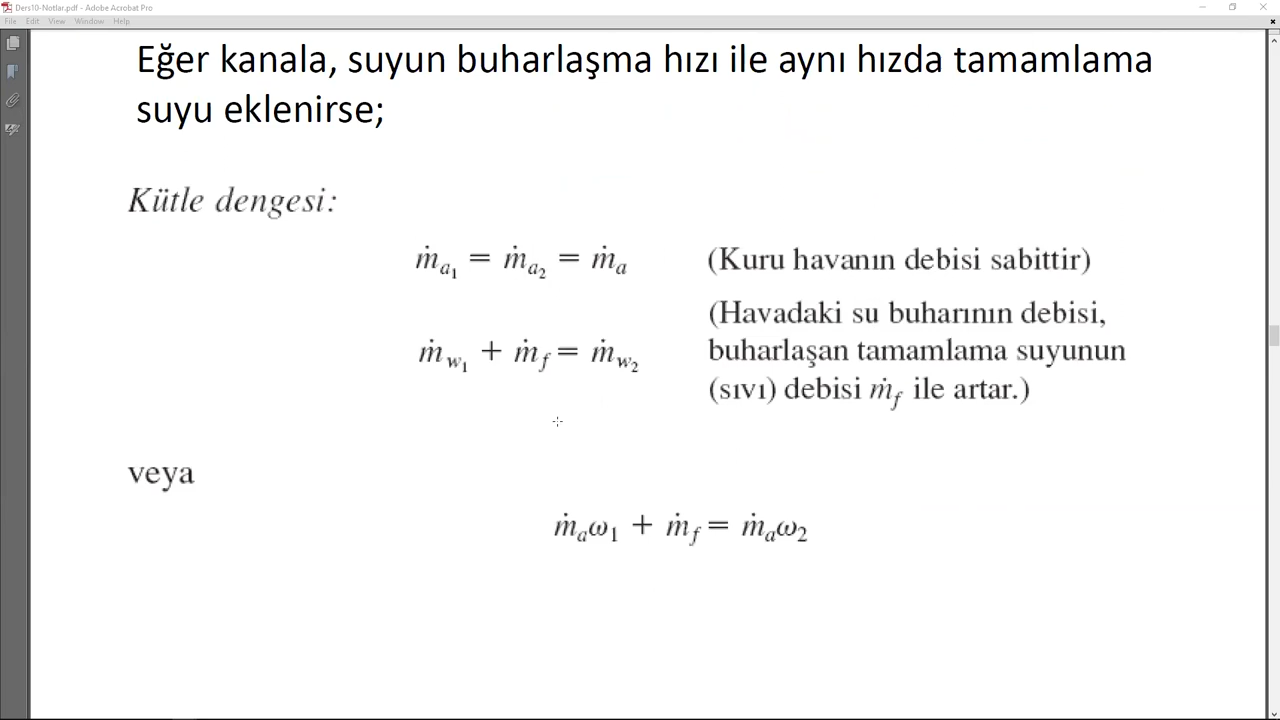 Ders10-Notlar.pdf - Adobe Acrobat Pro
File Edit View Window Help
Eğer kanala, suyun buharlaşma hızı ile aynı hızda tamamlama
suyu eklenirse;
Kütle dengesi:
ṁa₁ = ṁa₂ = ṁa (Kuru havanın debisi sabittir)
(Havadaki su buharının debisi,
ṁw₁ + ṁf = ṁw₂ buharlaşan tamamlama suyunun
(sıvı) debisi ṁf ile artar.)
veya
ṁaω₁ + ṁf = ṁaω₂